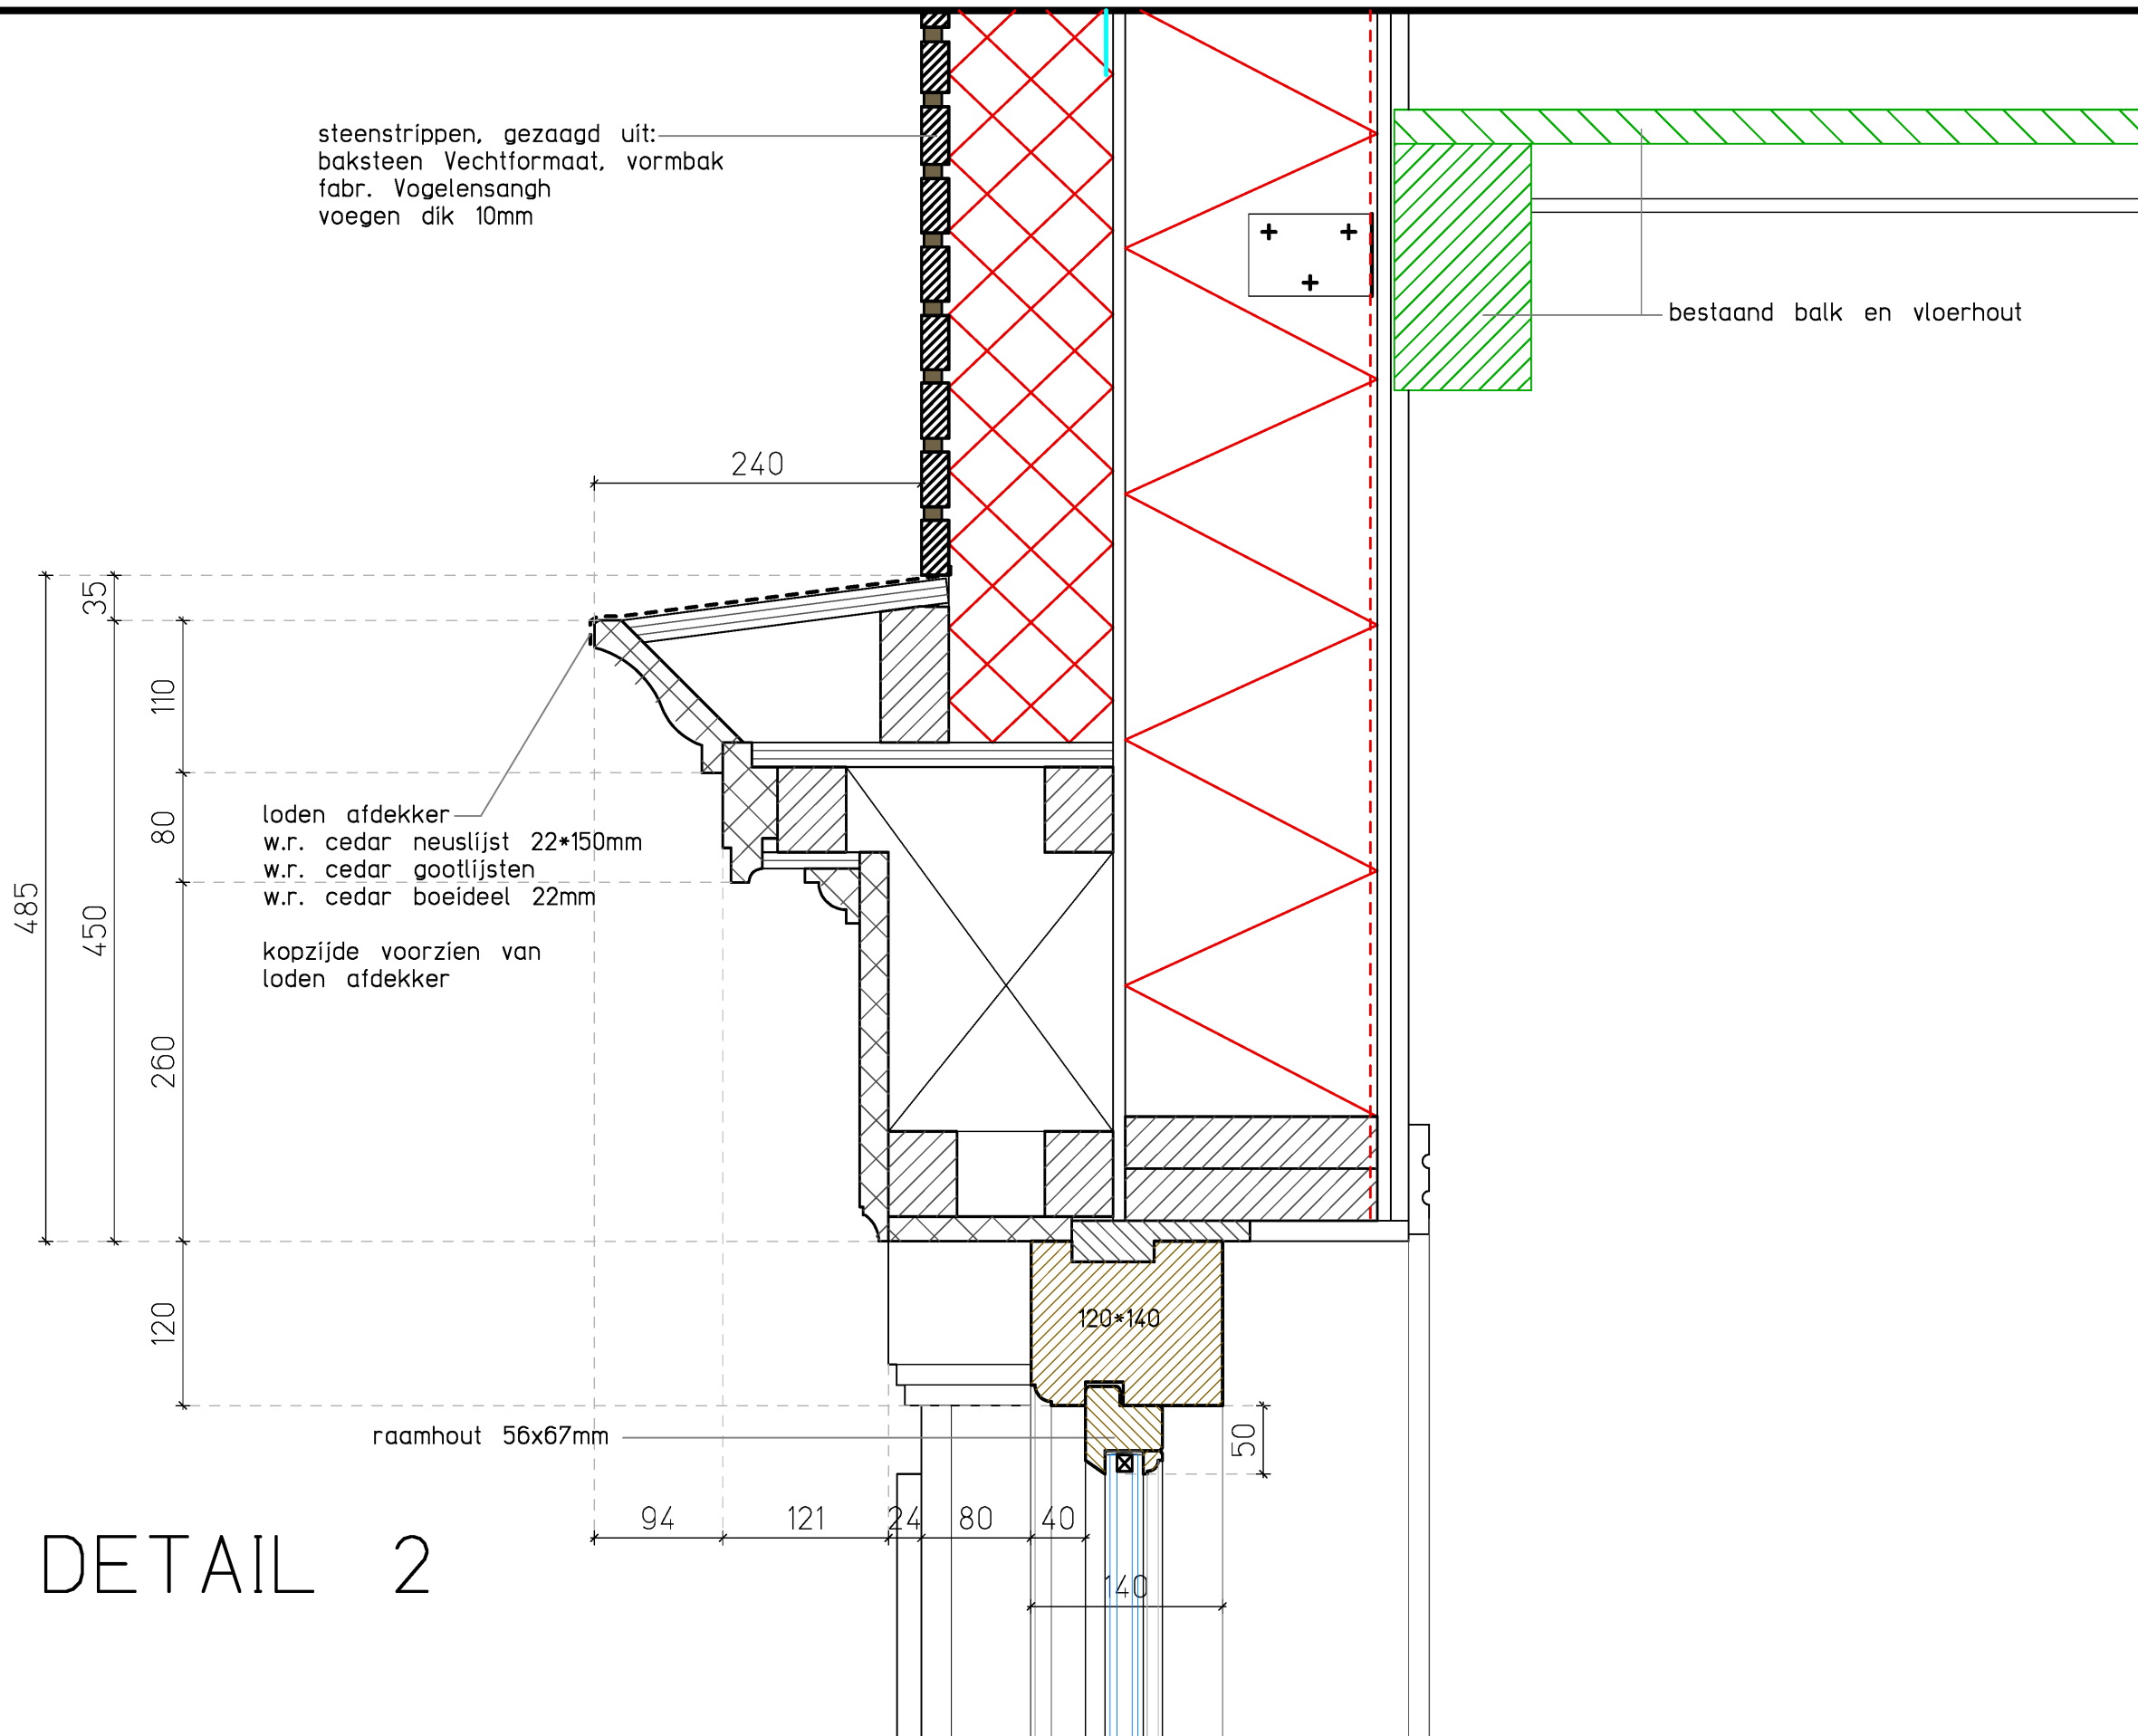 steenstrippen, gezaagd uit:
baksteen Vechtformaat, vormbak
fabr. Vogelensangh
voegen dik 10mm
bestaand balk en vloerhout
240
35
110
80
485
450
260
120
loden afdekker
w.r. cedar neuslijst 22*150mm
w.r. cedar gootlijsten
w.r. cedar boeideel 22mm
kopzijde voorzien van
loden afdekker
120*140
raamhout 56x67mm
50
94 121 24 80 40
140
DETAIL 2